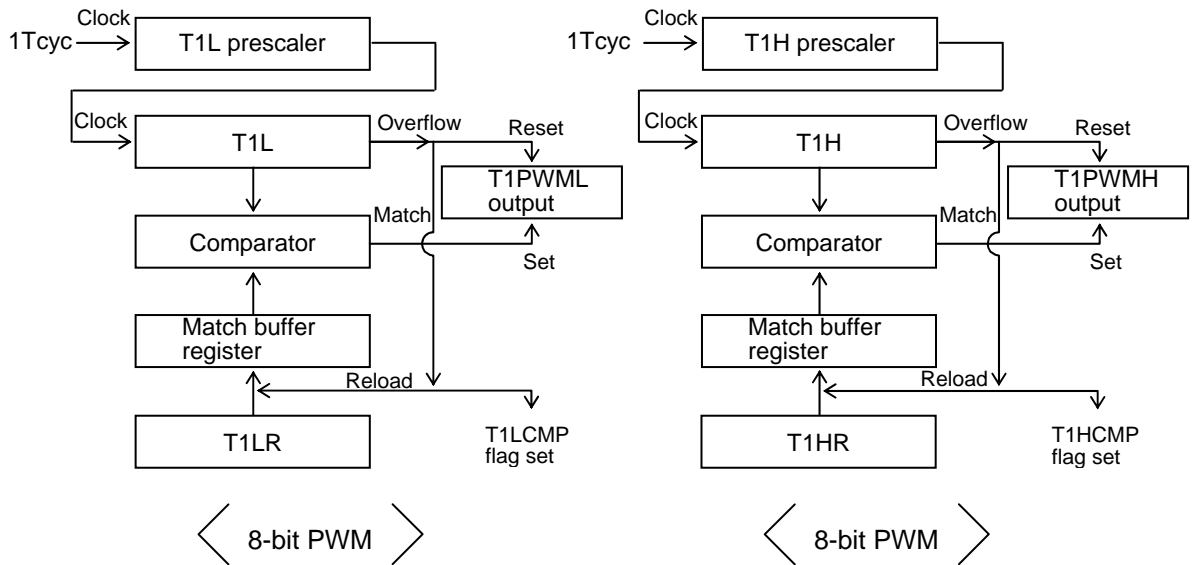 Clock
1Tcyc
T1L prescaler
Clock
T1L
Overflow
Reset
T1PWML
output
Match
Comparator
Set
Match buffer
register
Reload
T1LR
T1LCMP
flag set
8-bit PWM
Clock
1Tcyc
T1H prescaler
Clock
T1H
Overflow
Reset
T1PWMH
output
Match
Comparator
Set
Match buffer
register
Reload
T1HR
T1HCMP
flag set
8-bit PWM